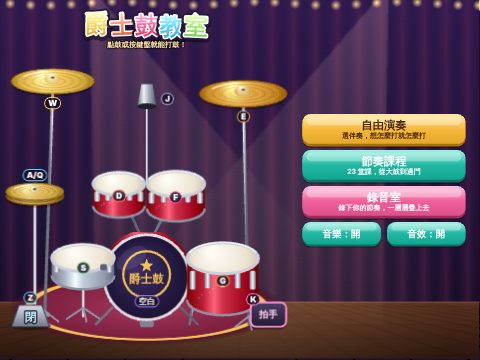 爵士鼓教室
點鼓或按鍵盤就能打鼓！
W
J
E
A/Q
D
F
S
G
Z
K
爵士鼓
空白
閉
拍手
自由演奏
選伴奏，想怎麼打就怎麼打
節奏課程
23 堂課，從大鼓到過門
錄音室
錄下你的節奏，一層層疊上去
音樂：開
音效：開